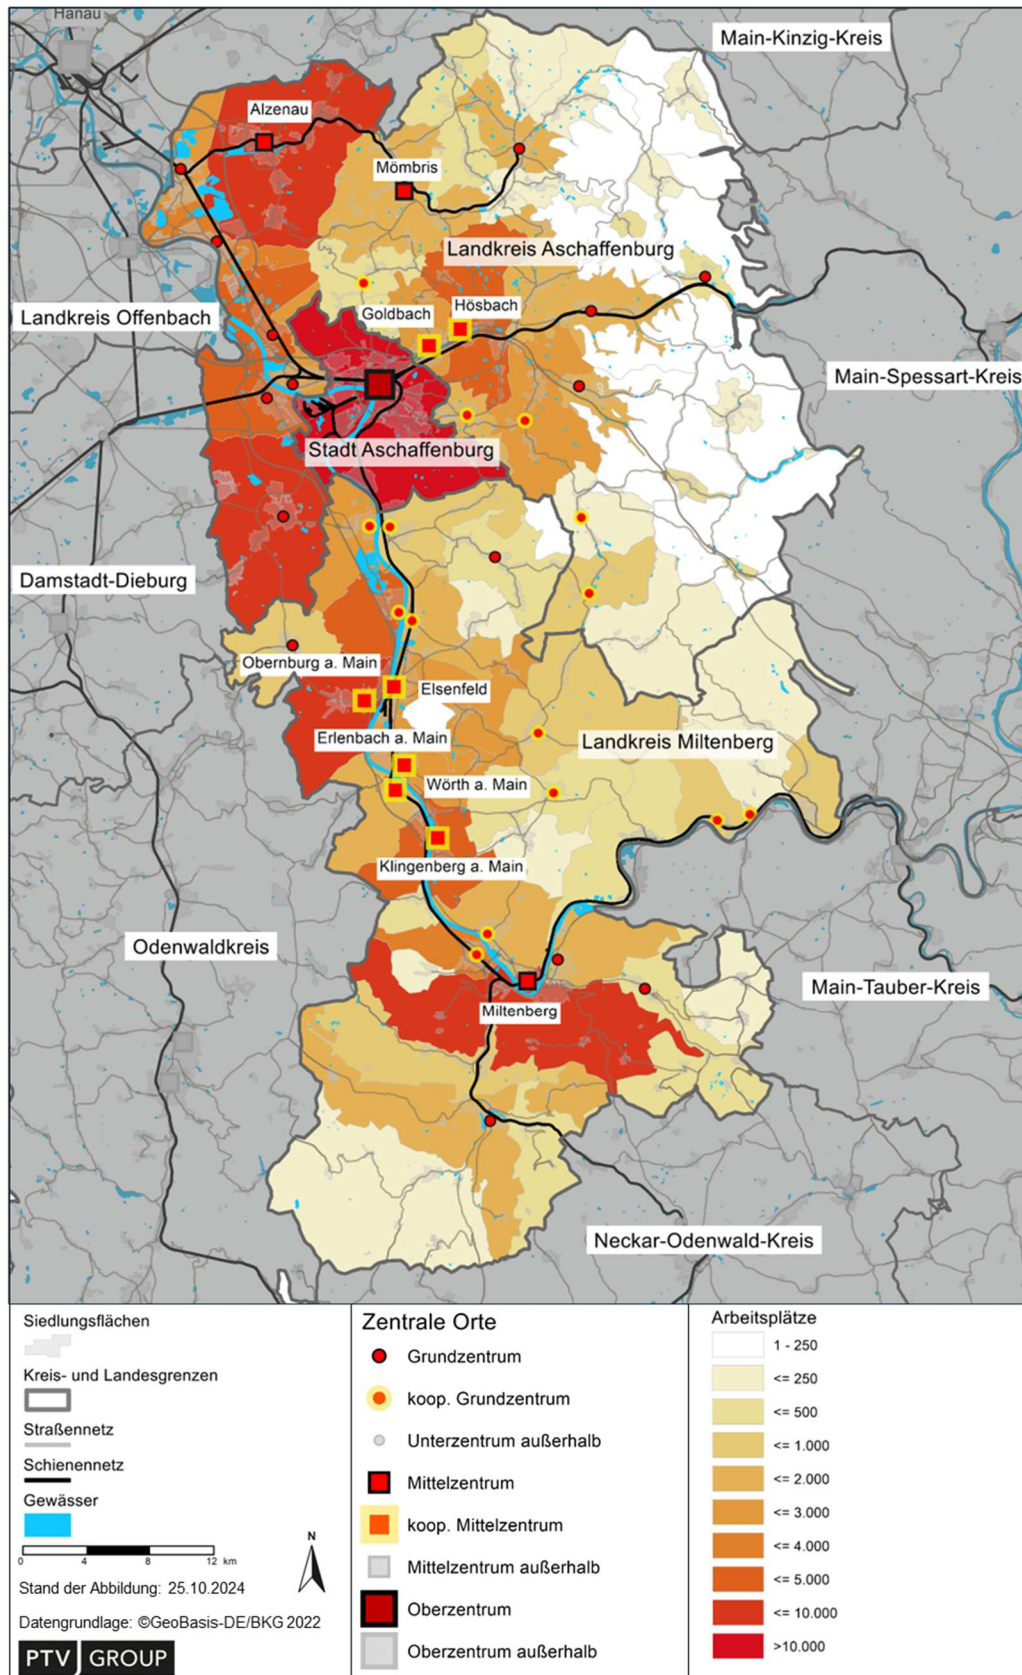 Hanau
Main-Kinzig-Kreis
Alzenau
Mömbris
Landkreis Aschaffenburg
Hösbach
Goldbach
Landkreis Offenbach
Main-Spessart-Kreis
Stadt Aschaffenburg
Damstadt-Dieburg
Obernburg a. Main
Elsenfeld
Erlenbach a. Main
Landkreis Miltenberg
Wörth a. Main
Klingenberg a. Main
Odenwaldkreis
Main-Tauber-Kreis
Miltenberg
Neckar-Odenwald-Kreis
Siedlungsflächen
Kreis- und Landesgrenzen
Straßennetz
Schienennetz
Gewässer
0 4 8 12 km
N
Stand der Abbildung: 25.10.2024
Datengrundlage: ©GeoBasis-DE/BKG 2022
PTV GROUP
Zentrale Orte
Grundzentrum
koop. Grundzentrum
Unterzentrum außerhalb
Mittelzentrum
koop. Mittelzentrum
Mittelzentrum außerhalb
Oberzentrum
Oberzentrum außerhalb
Arbeitsplätze
1 - 250
<= 250
<= 500
<= 1.000
<= 2.000
<= 3.000
<= 4.000
<= 5.000
<= 10.000
>10.000